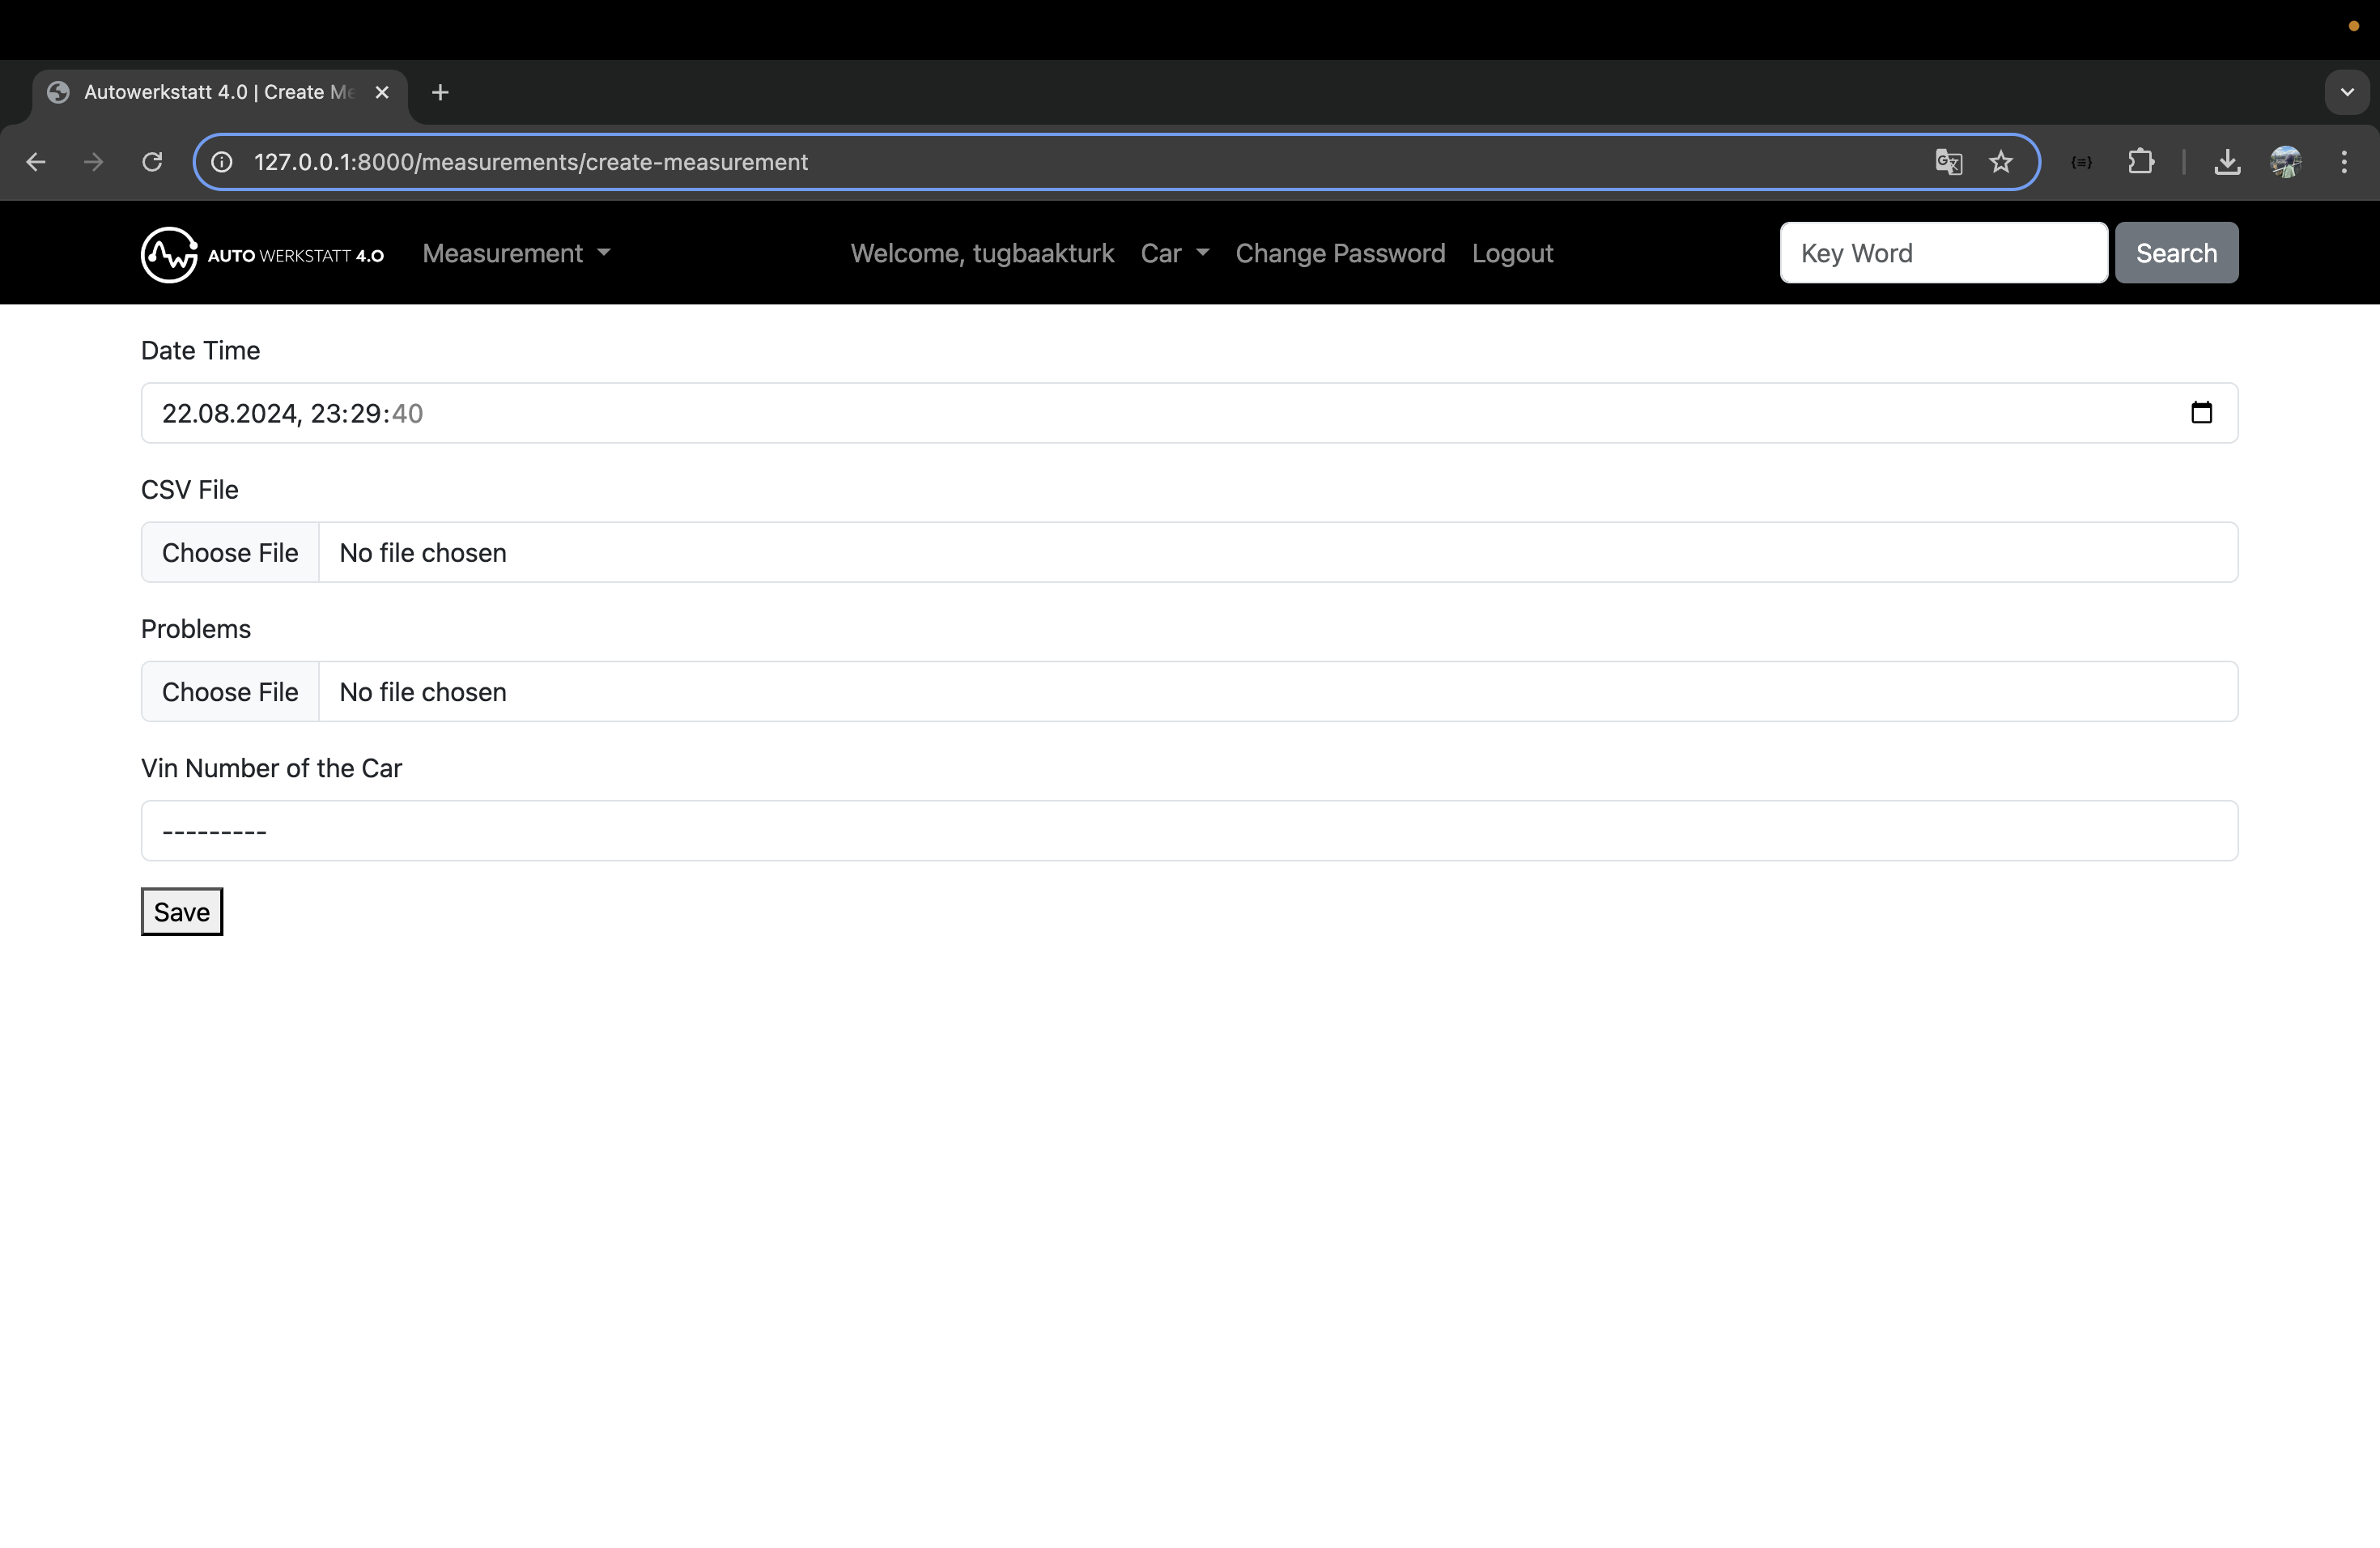 Autowerkstatt 4.0 | Create Me
127.0.0.1:8000/measurements/create-measurement
AUTO WERKSTATT 4.0 Measurement Welcome, tugbaakturk Car Change Password Logout Key Word Search
Date Time
22.08.2024, 23:29:40
CSV File
Choose File No file chosen
Problems
Choose File No file chosen
Vin Number of the Car
---------
Save